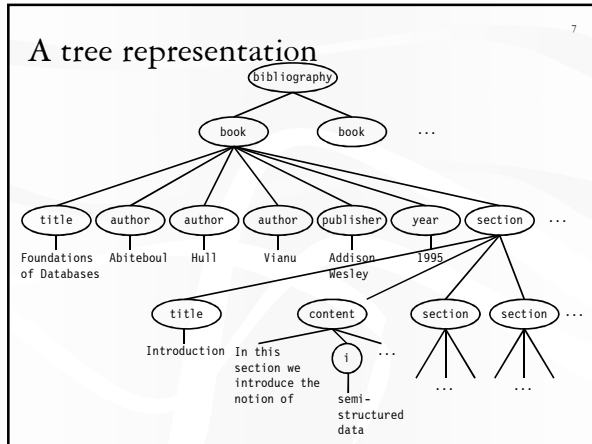 7
A tree representation
bibliography
book book ...
title author author author publisher year section ...
Foundations
of Databases
Abiteboul
Hull
Vianu
Addison
Wesley
1995
title content section section ...
Introduction
In this
section we
introduce the
notion of
i
semi-
structured
data
...
...
...